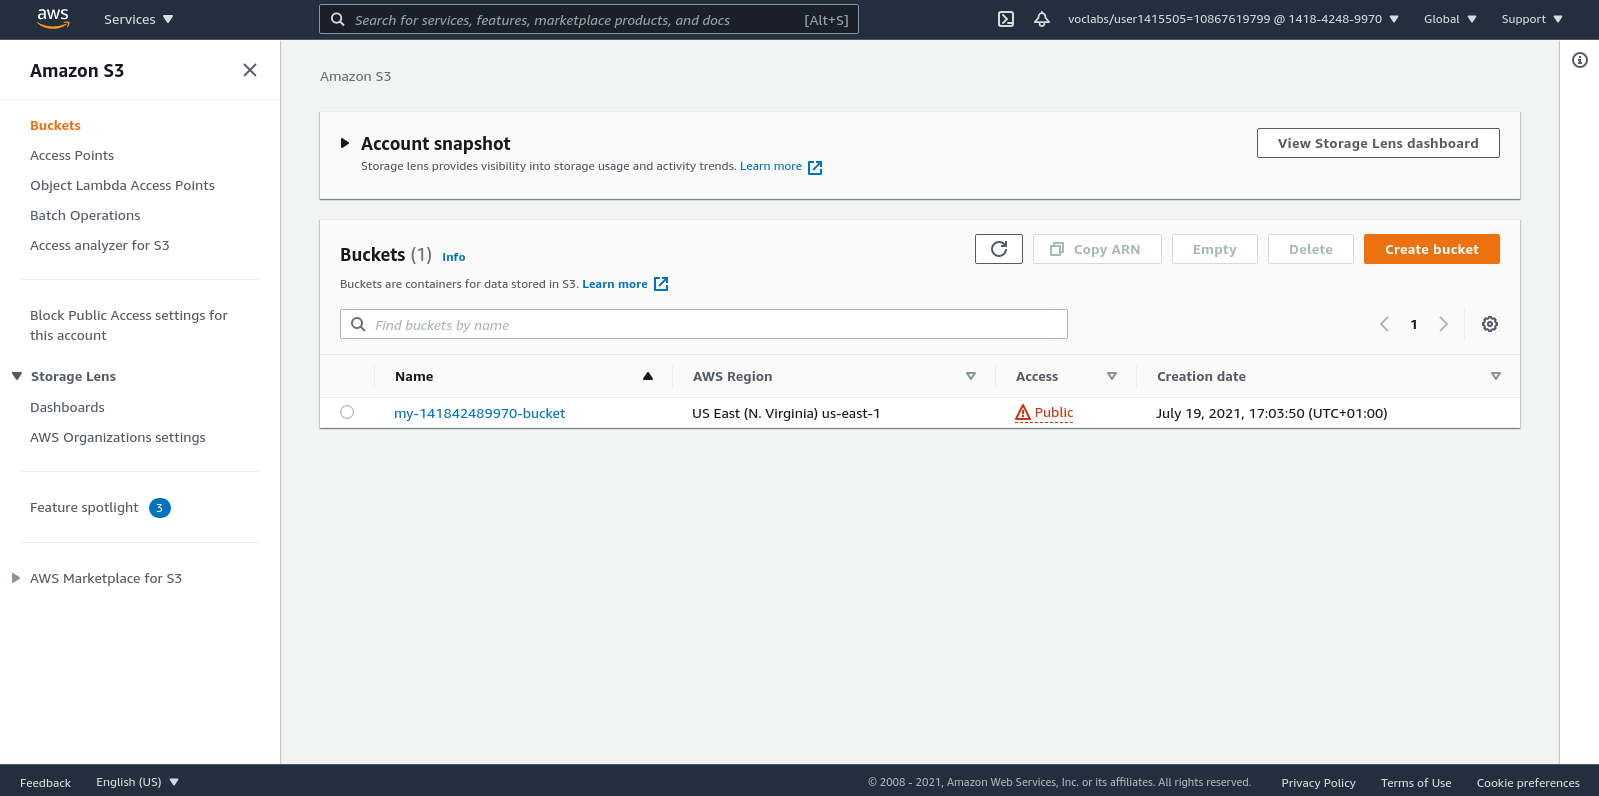 aws
Services
Search for services, features, marketplace products, and docs [Alt+S]
voclabs/user1415505=10867619799 @ 1418-4248-9970
Global
Support
Amazon S3
Buckets
Access Points
Object Lambda Access Points
Batch Operations
Access analyzer for S3
Block Public Access settings for
this account
Storage Lens
Dashboards
AWS Organizations settings
Feature spotlight 3
AWS Marketplace for S3
Amazon S3
Account snapshot
Storage lens provides visibility into storage usage and activity trends. Learn more
View Storage Lens dashboard
Buckets (1) Info
Buckets are containers for data stored in S3. Learn more
Copy ARN
Empty
Delete
Create bucket
Find buckets by name
1
Name AWS Region Access Creation date
my-141842489970-bucket US East (N. Virginia) us-east-1 Public July 19, 2021, 17:03:50 (UTC+01:00)
Feedback
English (US)
© 2008 - 2021, Amazon Web Services, Inc. or its affiliates. All rights reserved.
Privacy Policy
Terms of Use
Cookie preferences